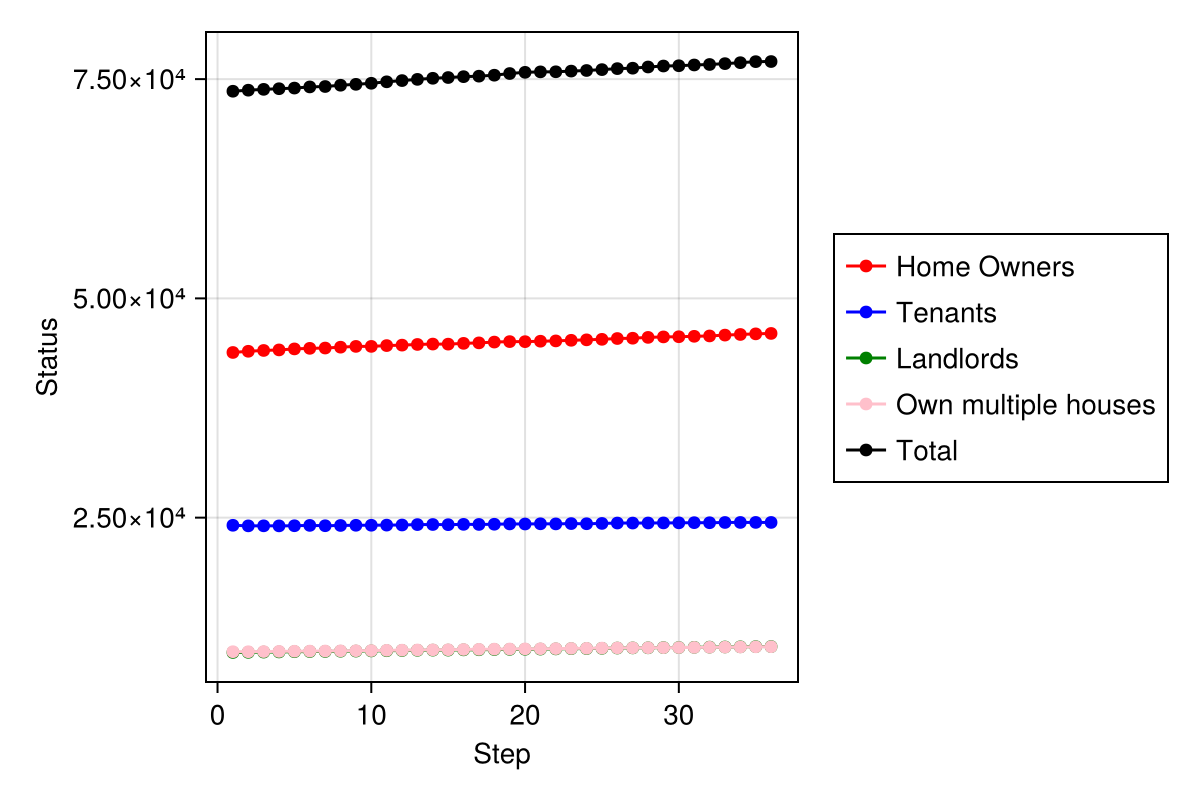 7.50×10⁴
5.00×10⁴
2.50×10⁴
Status
0 10 20 30
Step
Home Owners
Tenants
Landlords
Own multiple houses
Total